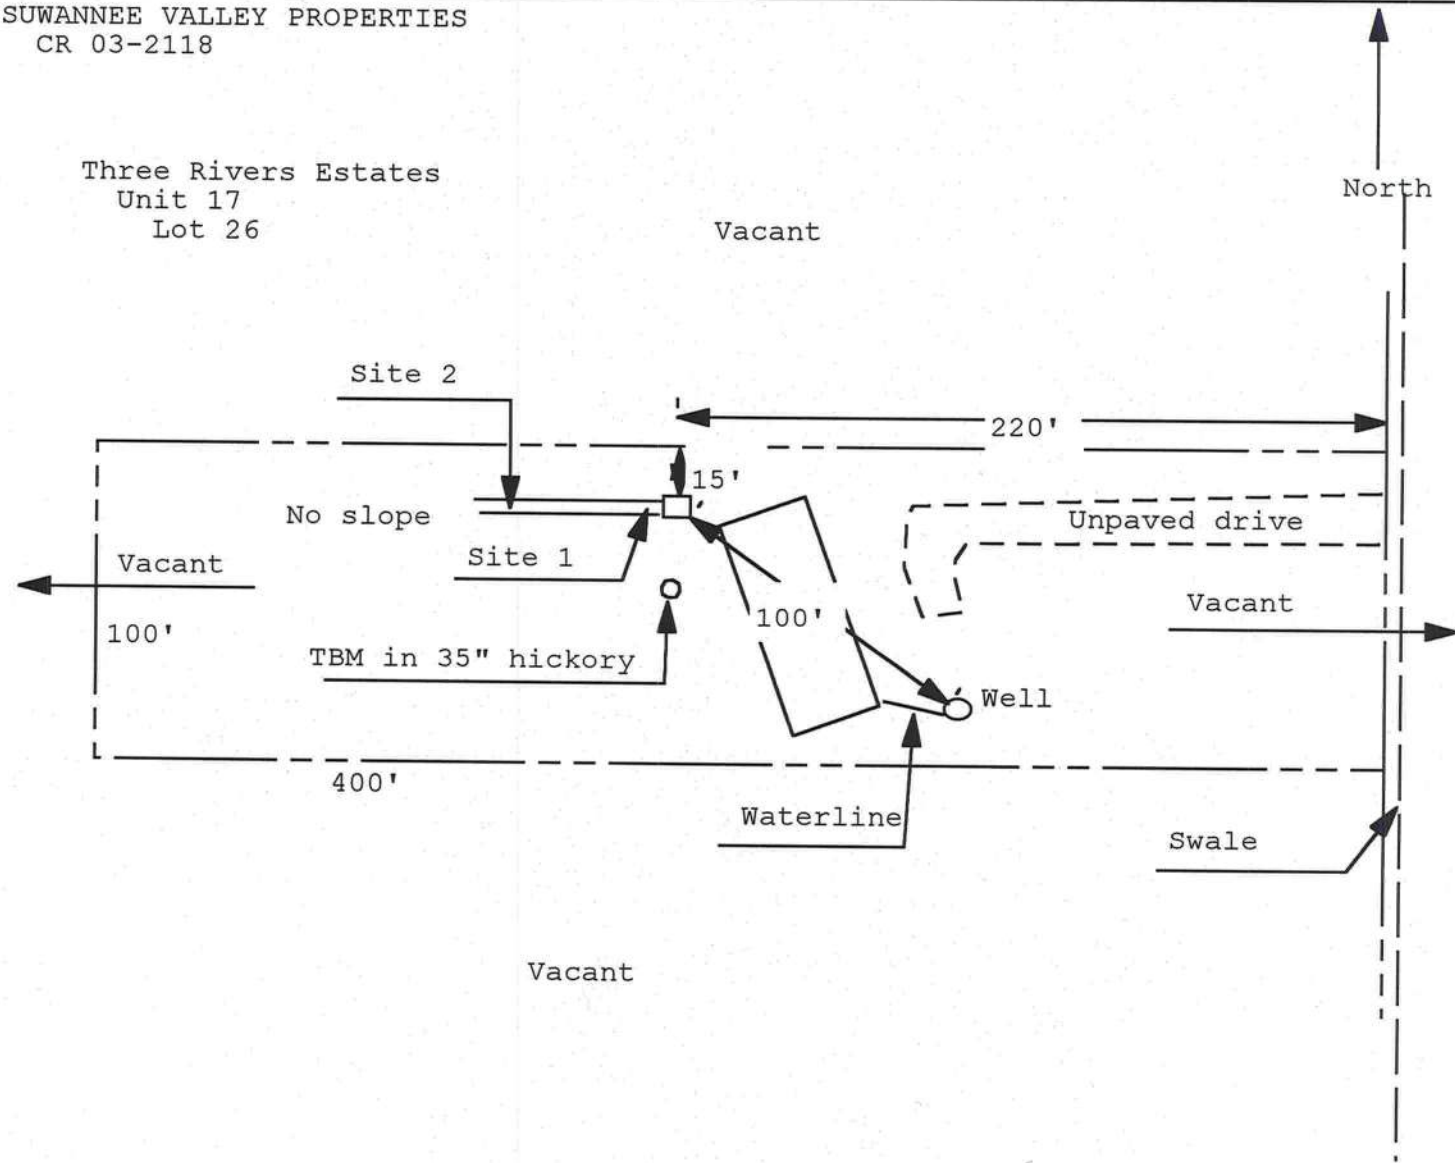 SUWANNEE VALLEY PROPERTIES
CR 03-2118
Three Rivers Estates
Unit 17
Lot 26
North
Vacant
Site 2
220'
15'
No slope
Unpaved drive
Site 1
Vacant
Vacant
100'
100'
TBM in 35" hickory
Well
400'
Waterline
Swale
Vacant